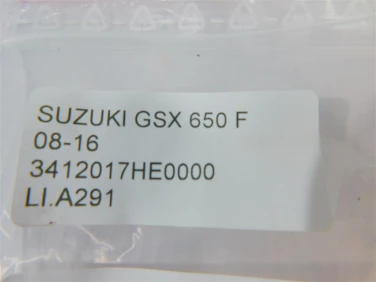 SUZUKI GSX 650 F
08-16
3412017HE0000
LI.A291